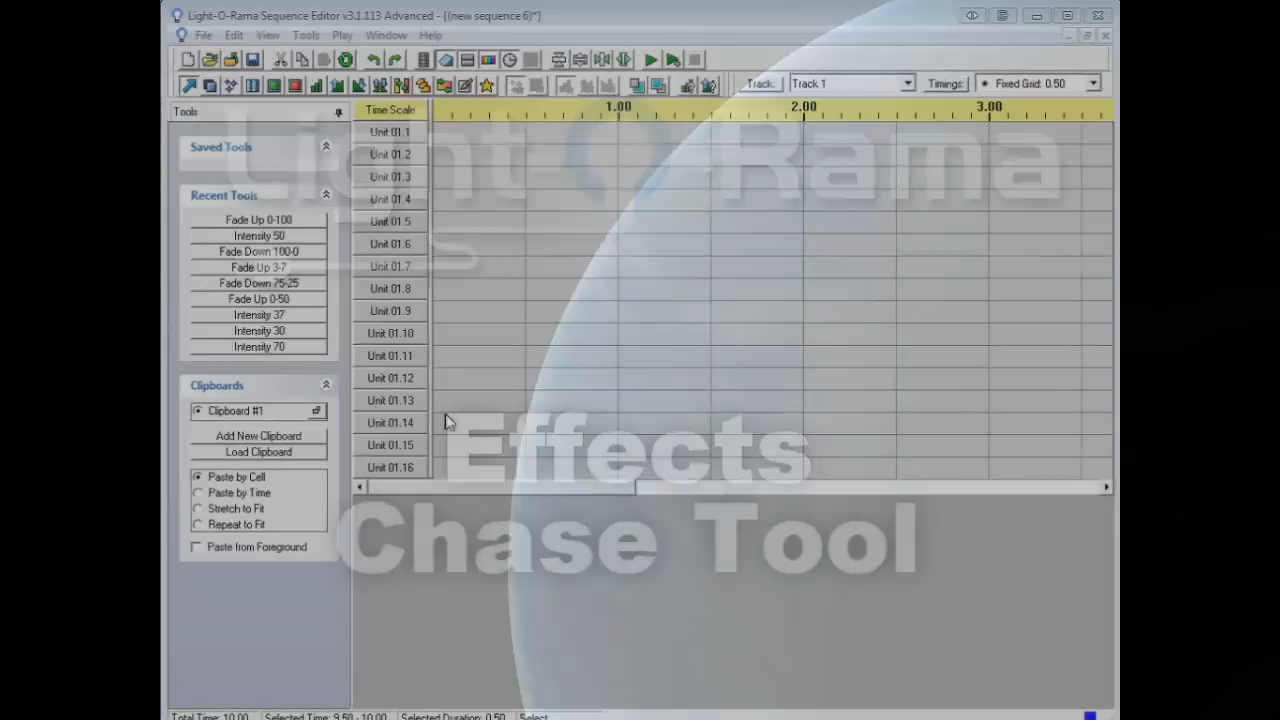 Light-O-Rama Sequence Editor v3.1.113 Advanced - [(new sequence 6)*]
File Edit View Tools Play Window Help
Track: Track 1 Timings: Fixed Grid: 0.50
Tools
Time Scale 1.00 2.00 3.00
Light-O-Rama
Saved Tools
Recent Tools
Fade Up 0-100
Intensity 50
Fade Down 100-0
Fade Up 3-7
Fade Down 75-25
Fade Up 0-50
Intensity 37
Intensity 30
Intensity 70
Clipboards
Clipboard #1
Add New Clipboard
Load Clipboard
Paste by Cell
Paste by Time
Stretch to Fit
Repeat to Fit
Paste from Foreground
Unit 01.1
Unit 01.2
Unit 01.3
Unit 01.4
Unit 01.5
Unit 01.6
Unit 01.7
Unit 01.8
Unit 01.9
Unit 01.10
Unit 01.11
Unit 01.12
Unit 01.13
Unit 01.14
Unit 01.15
Unit 01.16
Effects
Chase Tool
Total Time: 10.00 Selected Time: 9.50 - 10.00 Selected Duration: 0.50 Select